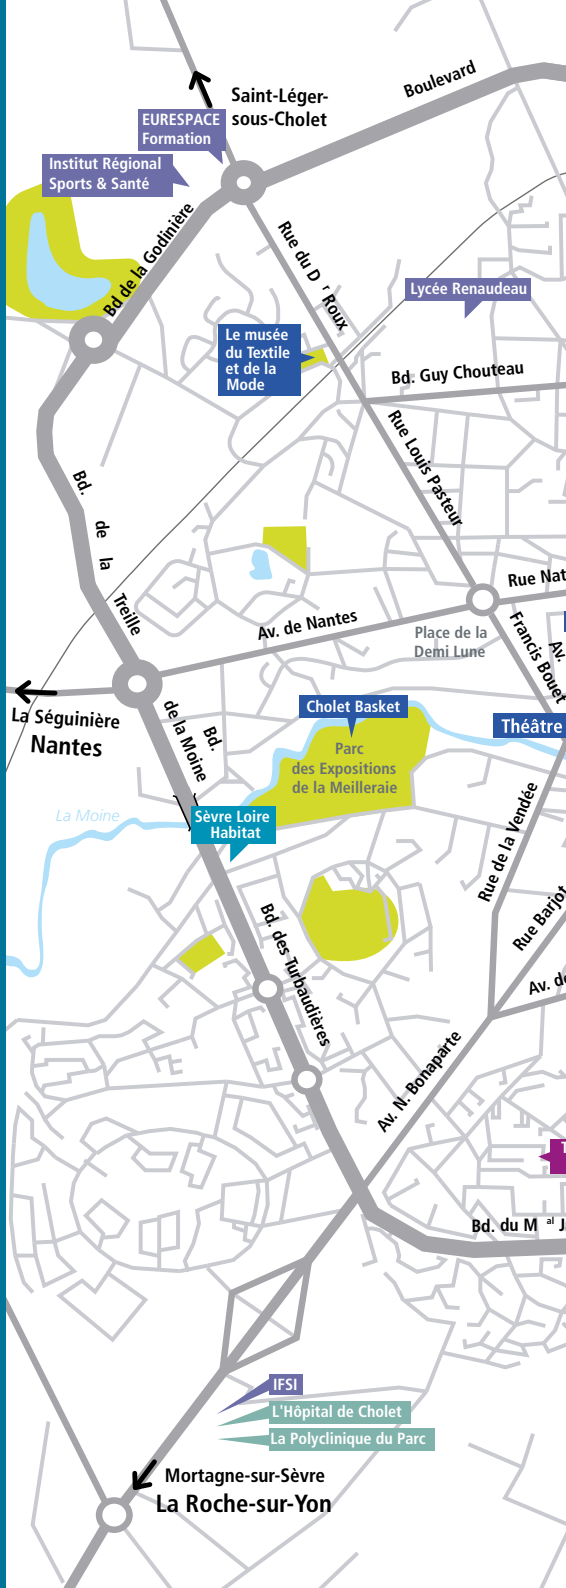 Boulevard
Saint-Léger-
sous-Cholet
EURESPACE
Formation
Institut Régional
Sports & Santé
Bd de la Godinière
Rue du Dr Roux
Lycée Renaudeau
Le musée
du Textile
et de la
Mode
Bd. Guy Chouteau
Rue Louis Pasteur
Bd. de la Treille
Rue Nat
Av. de Nantes
Place de la
Demi Lune
Francis Bouet
Av.
La Séguinière
Nantes
Bd.
de la Moine
Cholet Basket
Théâtre
Parc
des Expositions
de la Meilleraie
La Moine
Sèvre Loire
Habitat
Rue de la Vendée
Rue Barjot
Bd. des Turbaudières
Av. de
Av. N. Bonaparte
T
Bd. du Mal J
IFSI
L'Hôpital de Cholet
La Polyclinique du Parc
Mortagne-sur-Sèvre
La Roche-sur-Yon